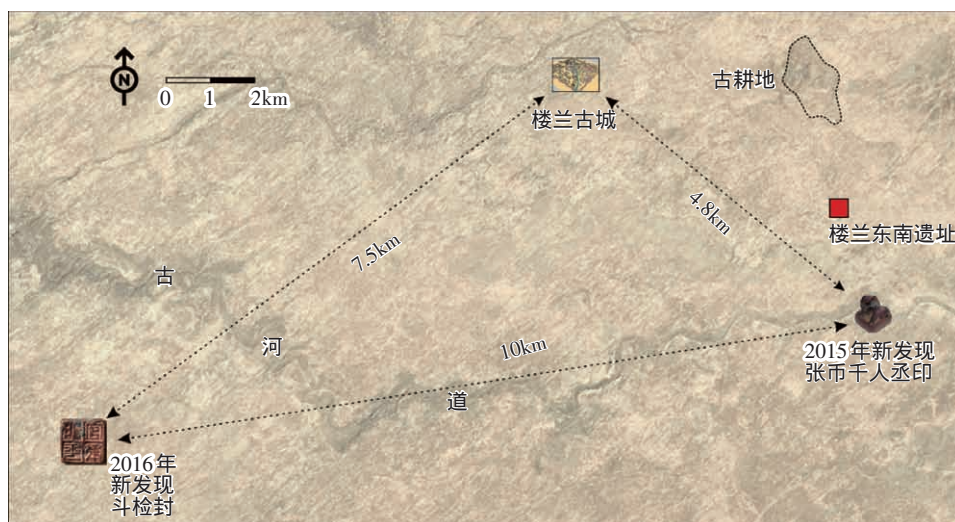 N
0 1 2km
古耕地
楼兰古城
4.8km
楼兰东南遗址
7.5km
古
河
道
10km
2015年新发现
张币千人丞印
2016年
新发现
斗检封